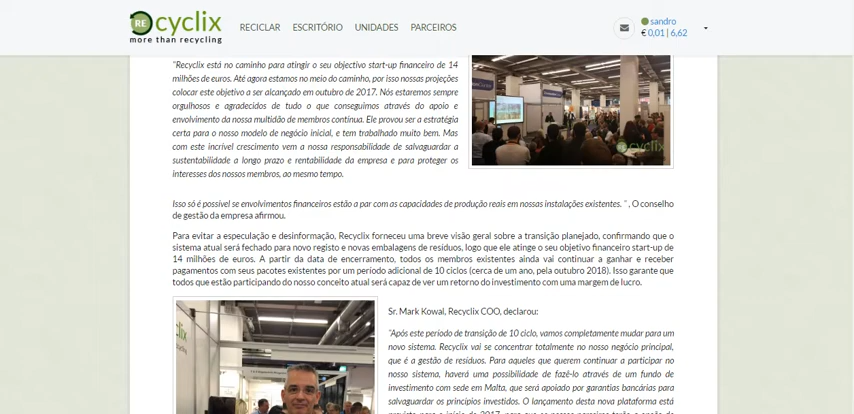 REcyclix
more than recycling
RECICLAR ESCRITÓRIO UNIDADES PARCEIROS
sandro
€ 0,01 | 6,62
"Recyclix está no caminho para atingir o seu objectivo start-up financeiro de 14
milhões de euros. Até agora estamos no meio do caminho, por isso nossas projeções
colocar este objetivo a ser alcançado em outubro de 2017. Nós estaremos sempre
orgulhosos e agradecidos de tudo o que conseguimos através do apoio e
envolvimento da nossa multidão de membros contínua. Ele provou ser a estratégia
certa para o nosso modelo de negócio inicial, e tem trabalhado muito bem. Mas
com este incrível crescimento vem a nossa responsabilidade de salvaguardar a
sustentabilidade a longo prazo e rentabilidade da empresa e para proteger os
interesses dos nossos membros, ao mesmo tempo.
Recyclix
Isso só é possível se envolvimentos financeiros estão a par com as capacidades de produção reais em nossas instalações existentes. " , O conselho
de gestão da empresa afirmou.
Para evitar a especulação e desinformação, Recyclix forneceu uma breve visão geral sobre a transição planejado, confirmando que o
sistema atual será fechado para novo registo e novas embalagens de resíduos, logo que ele atinge o seu objetivo financeiro start-up de
14 milhões de euros. A partir da data de encerramento, todos os membros existentes ainda vai continuar a ganhar e receber
pagamentos com seus pacotes existentes por um período adicional de 10 ciclos (cerca de um ano, pela outubro 2018). Isso garante que
todos que estão participando do nosso conceito atual será capaz de ver um retorno do investimento com uma margem de lucro.
Sr. Mark Kowal, Recyclix COO, declarou:
"Após este período de transição de 10 ciclo, vamos completamente mudar para um
novo sistema. Recyclix vai se concentrar totalmente no nosso negócio principal,
que é a gestão de resíduos. Para aqueles que querem continuar a participar no
nosso sistema, haverá uma possibilidade de fazê-lo através de um fundo de
investimento com sede em Malta, que será apoiado por garantias bancárias para
salvaguardar os princípios investidos. O lançamento desta nova plataforma está